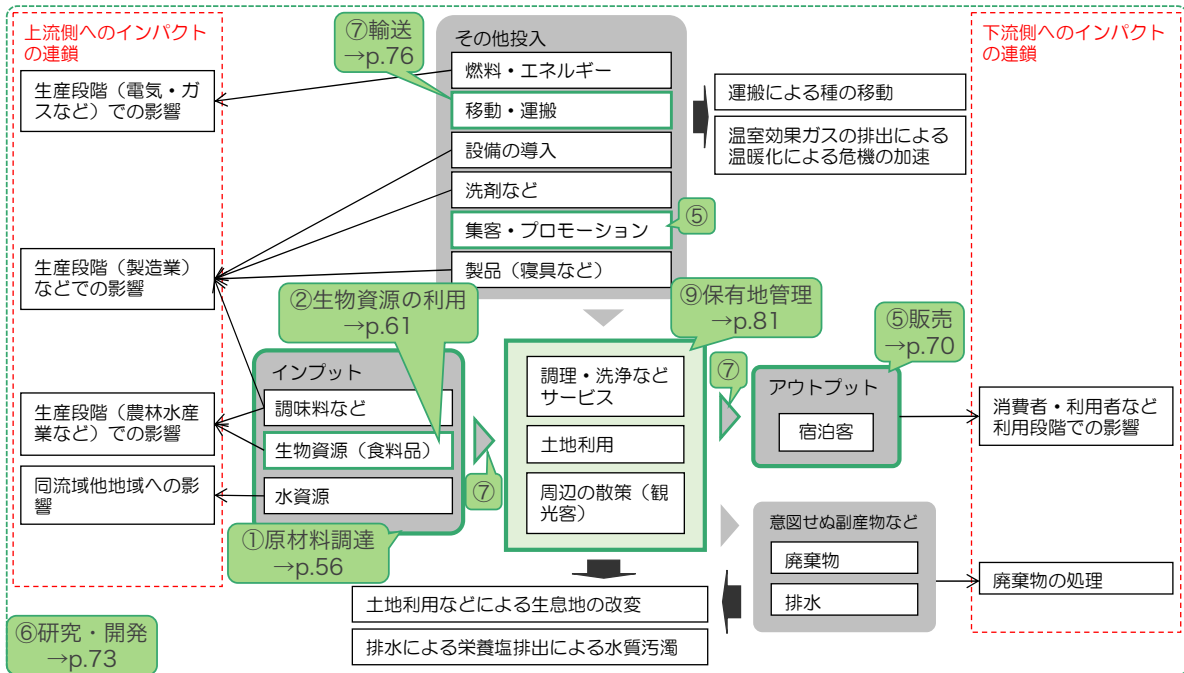 上流側へのインパクト
の連鎖
生産段階（電気・ガ
スなど）での影響
生産段階（製造業）
などでの影響
生産段階（農林水産
業など）での影響
同流域他地域への影
響
⑦輸送
→p.76
その他投入
燃料・エネルギー
移動・運搬
設備の導入
洗剤など
集客・プロモーション
製品（寝具など）
⑤
運搬による種の移動
温室効果ガスの排出による
温暖化による危機の加速
下流側へのインパクト
の連鎖
②生物資源の利用
→p.61
インプット
調味料など
生物資源（食料品）
水資源
①原材料調達
→p.56
⑦
⑨保有地管理
→p.81
調理・洗浄など
サービス
土地利用
周辺の散策（観
光客）
⑦
⑤販売
→p.70
アウトプット
宿泊客
消費者・利用者など
利用段階での影響
意図せぬ副産物など
廃棄物
排水
廃棄物の処理
土地利用などによる生息地の改変
排水による栄養塩排出による水質汚濁
⑥研究・開発
→p.73